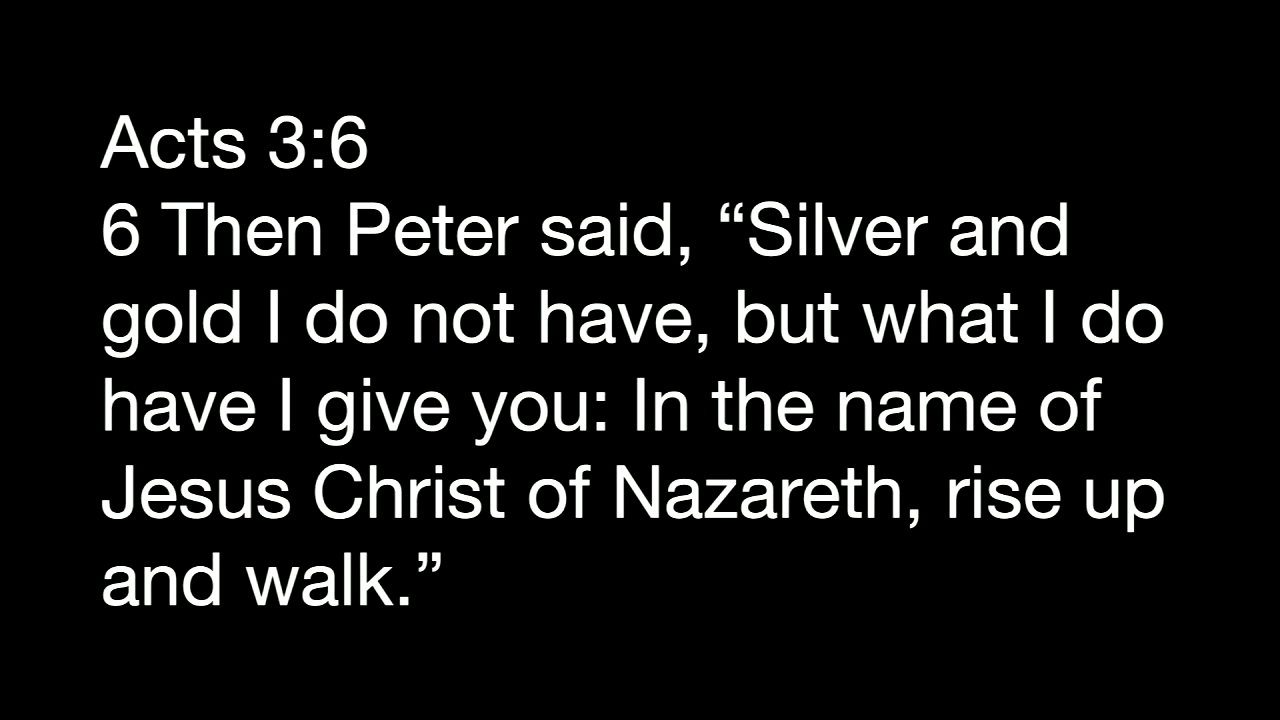 Acts 3:6
6 Then Peter said, “Silver and
gold I do not have, but what I do
have I give you: In the name of
Jesus Christ of Nazareth, rise up
and walk.”